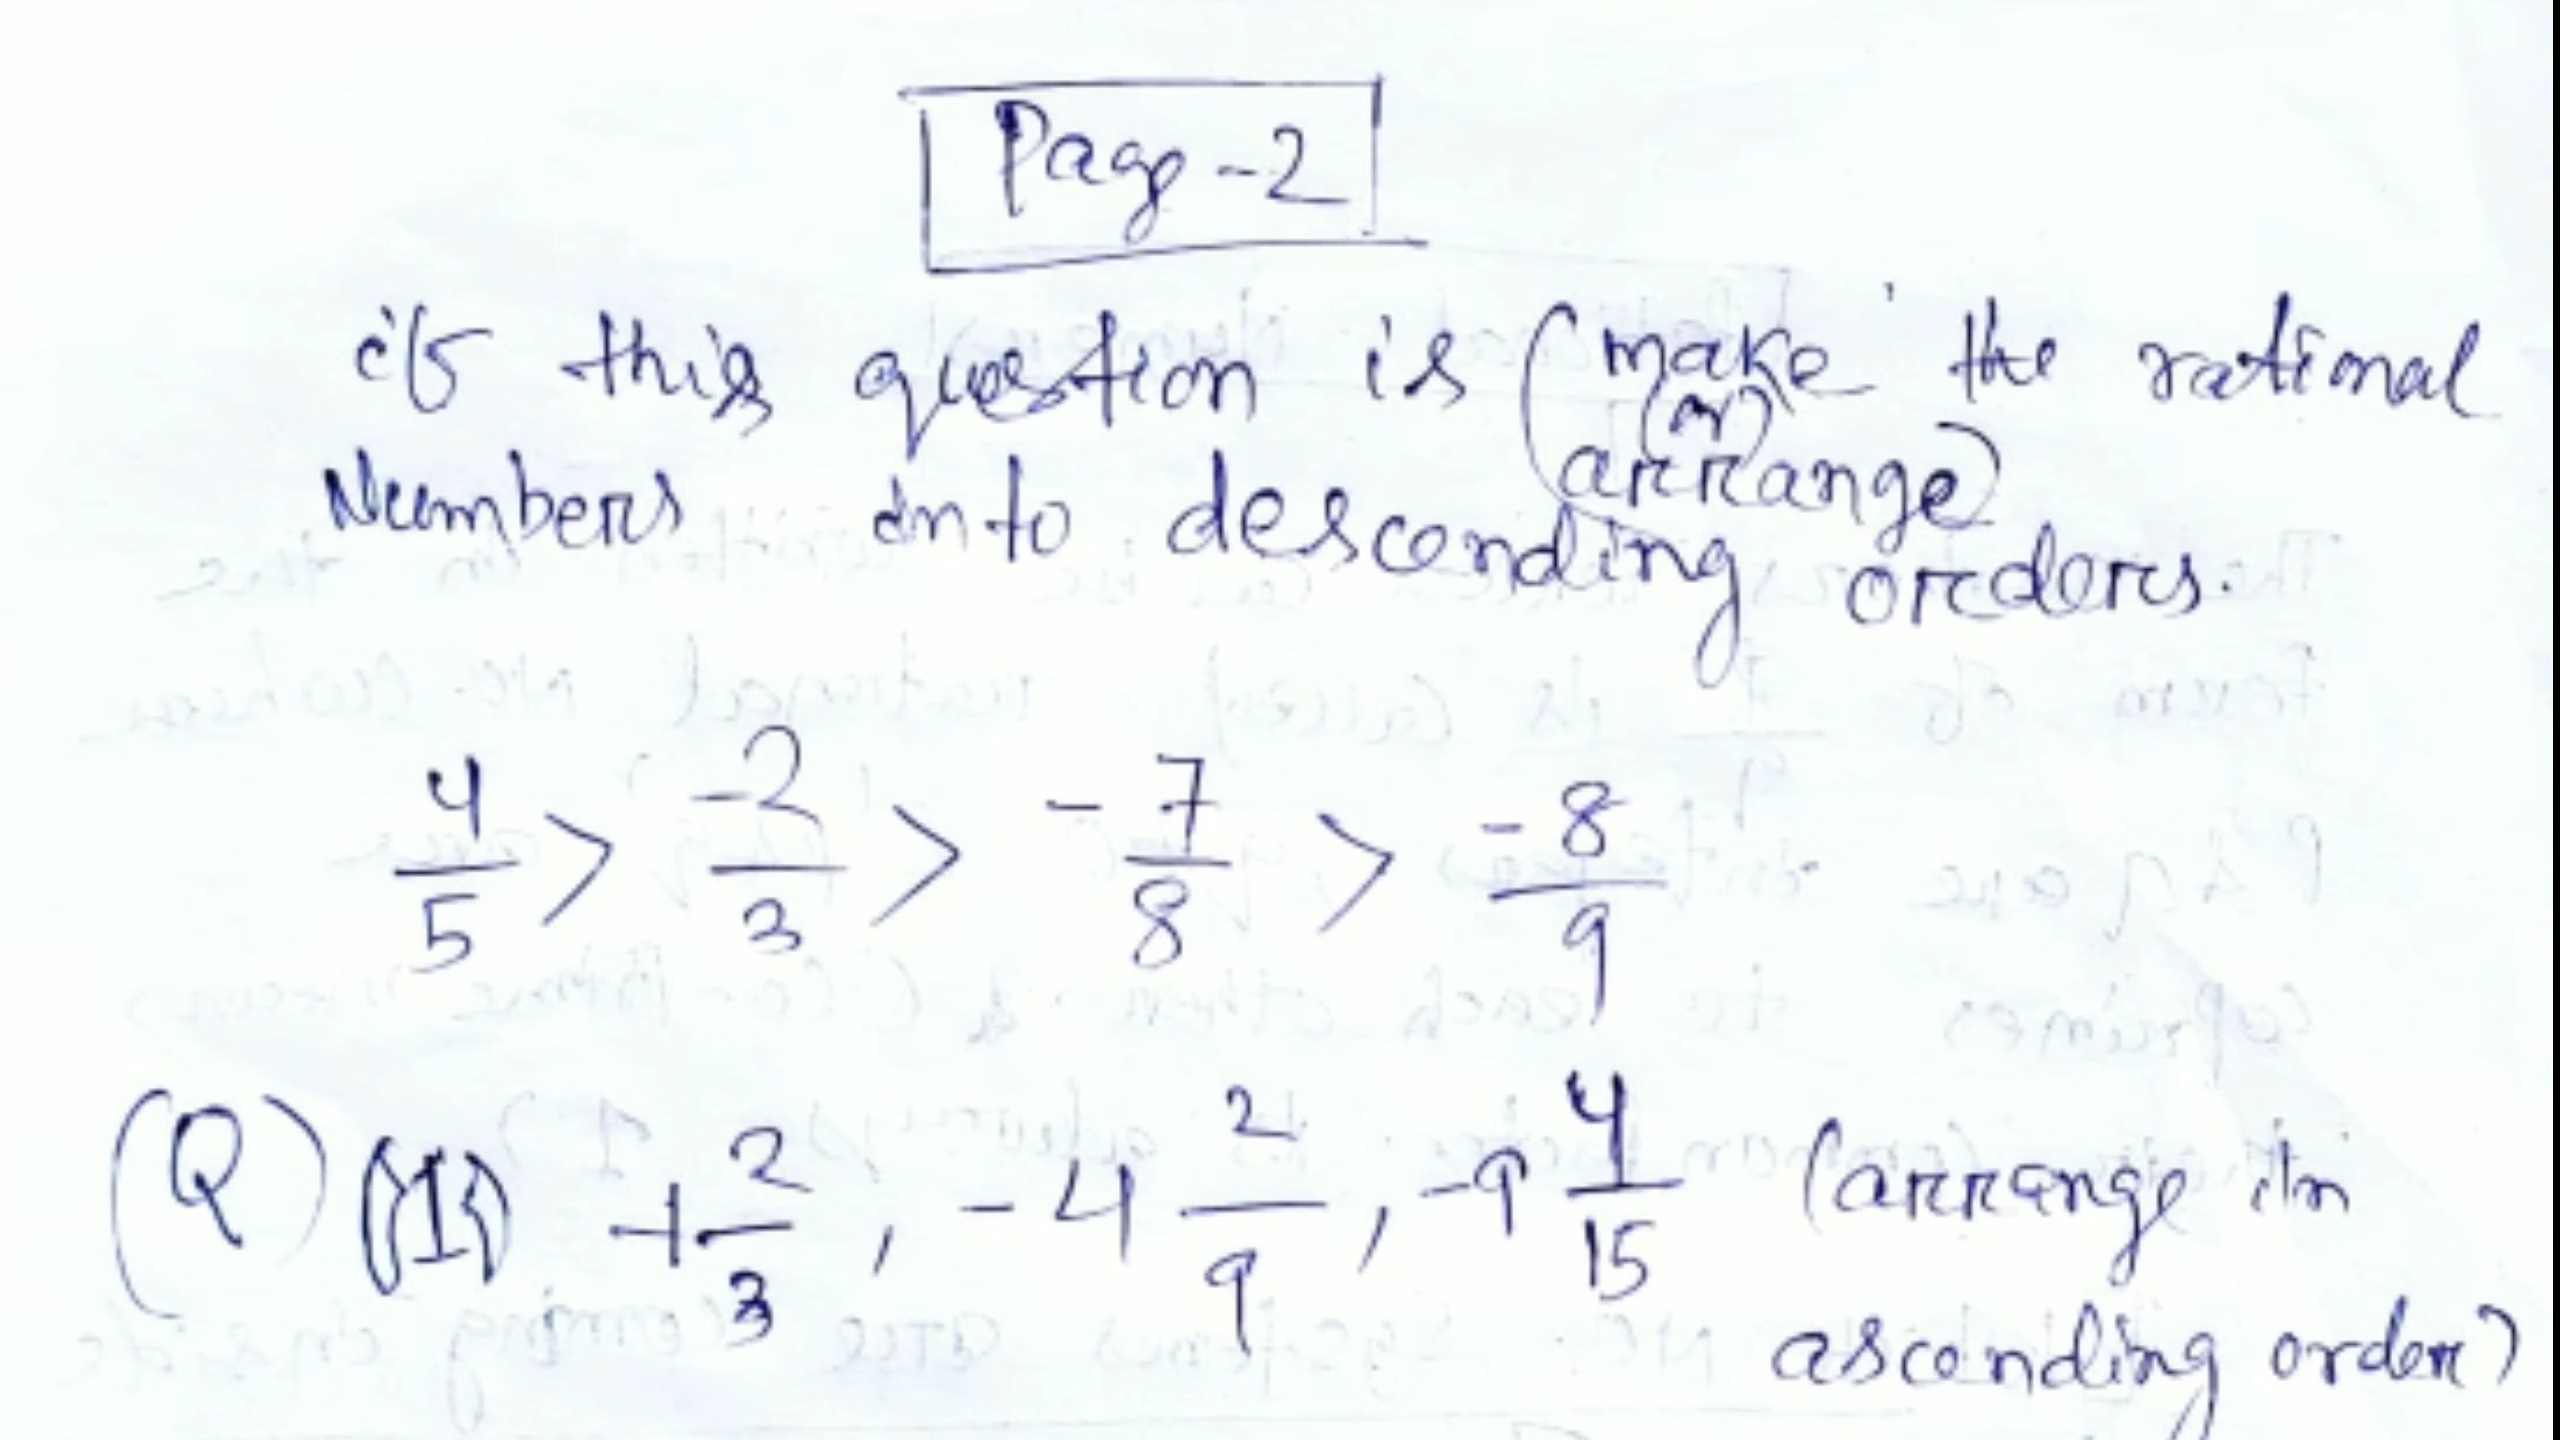 Page-2
if this question is (make the rational
(or)
Numbers into arrange)
descending orders.
4/5 > -2/3 > -7/8 > -8/9
(Q) (1) +2/3, -4 2/9, -9 4/15 (arrange in
ascending order)